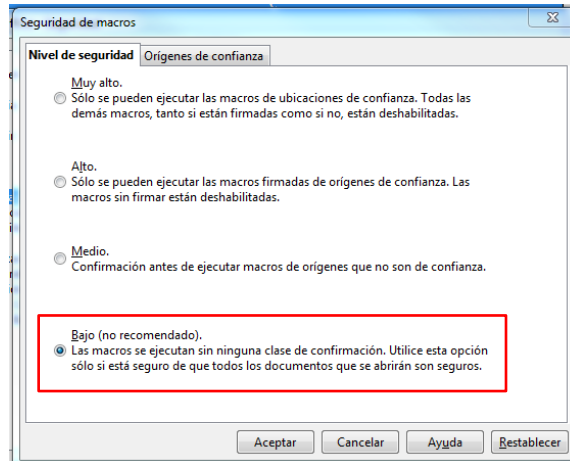 Seguridad de macros
Nivel de seguridad Orígenes de confianza
Muy alto.
Sólo se pueden ejecutar las macros de ubicaciones de confianza. Todas las
demás macros, tanto si están firmadas como si no, están deshabilitadas.
Alto.
Sólo se pueden ejecutar las macros firmadas de orígenes de confianza. Las
macros sin firmar están deshabilitadas.
Medio.
Confirmación antes de ejecutar macros de orígenes que no son de confianza.
Bajo (no recomendado).
Las macros se ejecutan sin ninguna clase de confirmación. Utilice esta opción
sólo si está seguro de que todos los documentos que se abrirán son seguros.
Aceptar Cancelar Ayuda Restablecer